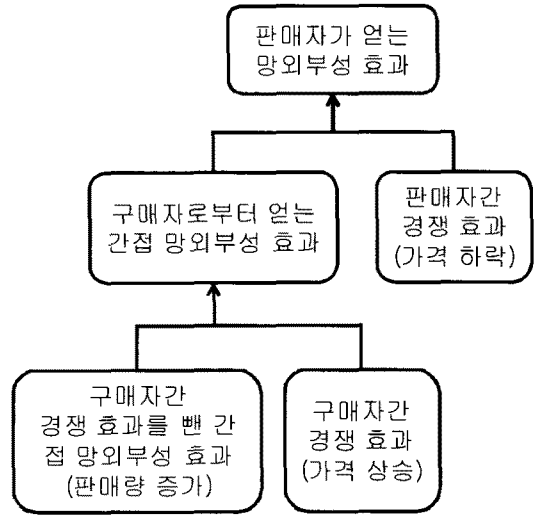 판매자가 얻는
망외부성 효과
구매자로부터 얻는
간접 망외부성 효과
판매자간
경쟁 효과
(가격 하락)
구매자간
경쟁 효과를 뺀 간
접 망외부성 효과
(판매량 증가)
구매자간
경쟁 효과
(가격 상승)